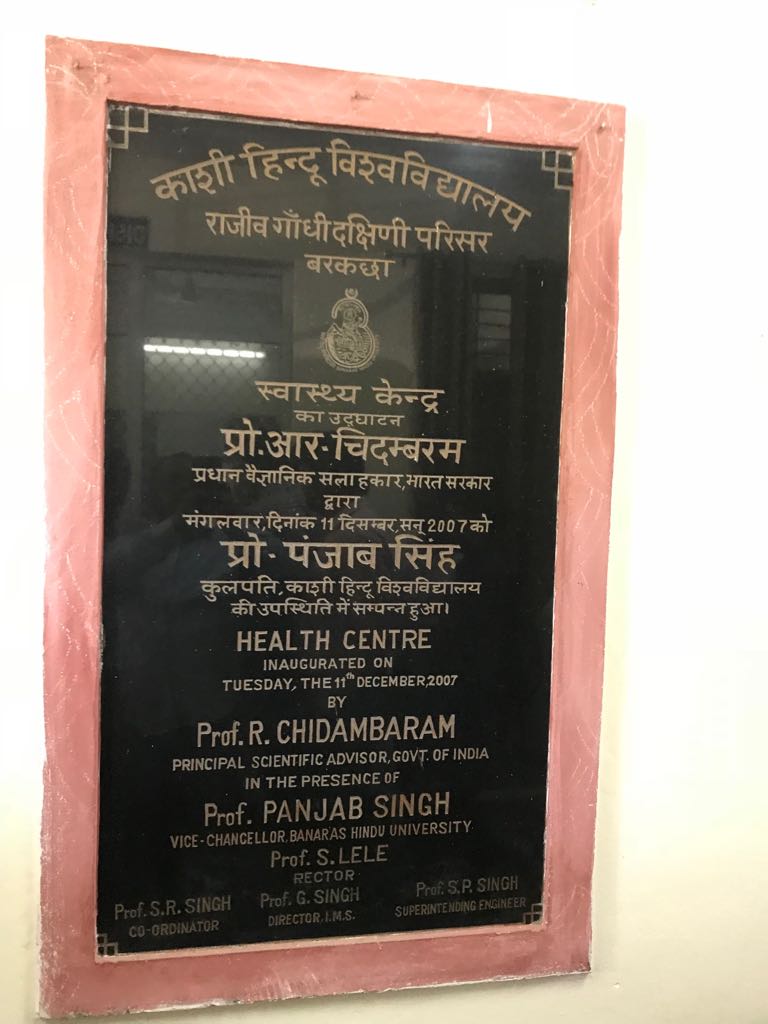 काशी हिन्दू विश्वविद्यालय
राजीव गाँधी दक्षिणी परिसर
बरकछा
स्वास्थ्य केन्द्र
का उद्घाटन
प्रो. आर. चिदम्बरम
प्रधान वैज्ञानिक सलाहकार, भारत सरकार
द्वारा
मंगलवार, दिनांक 11 दिसम्बर, सन् 2007 को
प्रो. पंजाब सिंह
कुलपति, काशी हिन्दू विश्वविद्यालय
की उपस्थिति में सम्पन्न हुआ।
HEALTH CENTRE
INAUGURATED ON
TUESDAY, THE 11th DECEMBER, 2007
BY
Prof. R. CHIDAMBARAM
PRINCIPAL SCIENTIFIC ADVISOR, GOVT. OF INDIA
IN THE PRESENCE OF
Prof. PANJAB SINGH
VICE-CHANCELLOR, BANARAS HINDU UNIVERSITY
Prof. S. LELE
RECTOR
Prof. S.R. SINGH Prof. G. SINGH Prof. S.P. SINGH
CO-ORDINATOR DIRECTOR, I.M.S. SUPERINTENDING ENGINEER